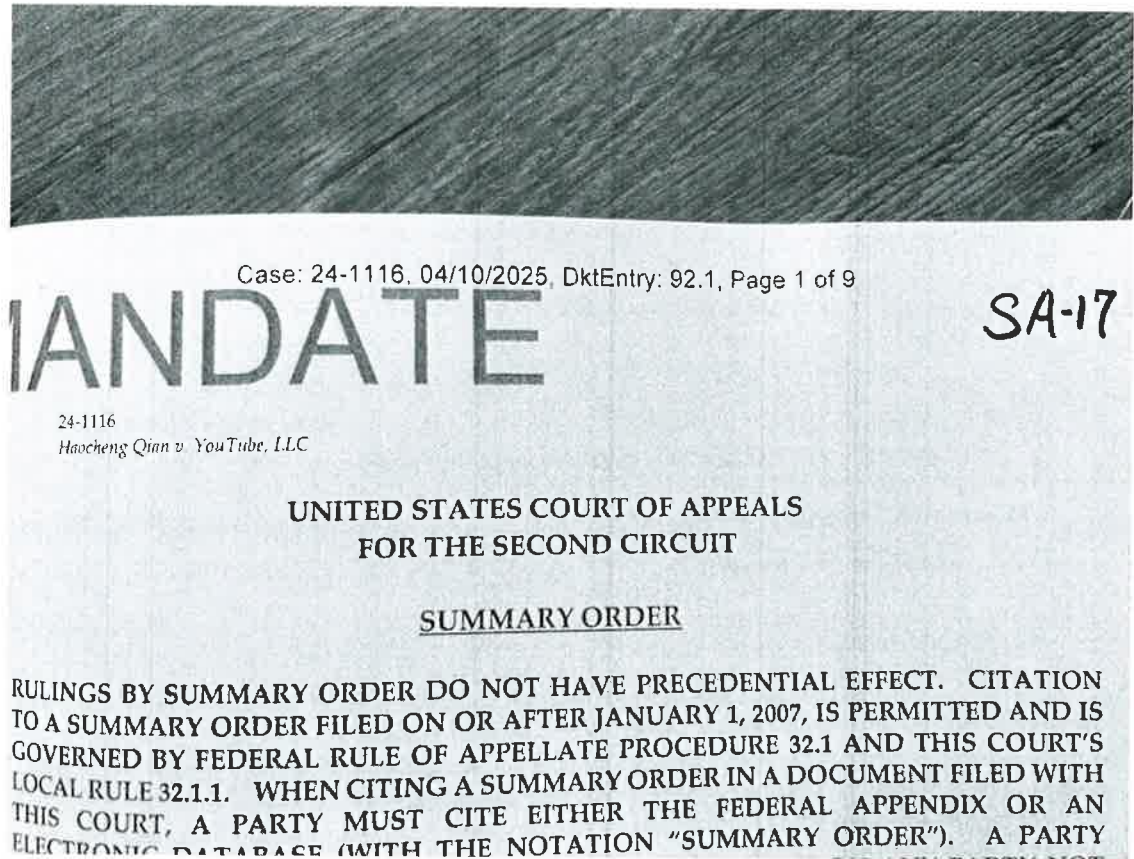 Case: 24-1116, 04/10/2025, DktEntry: 92.1, Page 1 of 9
MANDATE
SA-17
24-1116
Haocheng Qian v. YouTube, LLC
UNITED STATES COURT OF APPEALS
FOR THE SECOND CIRCUIT
SUMMARY ORDER
RULINGS BY SUMMARY ORDER DO NOT HAVE PRECEDENTIAL EFFECT. CITATION
TO A SUMMARY ORDER FILED ON OR AFTER JANUARY 1, 2007, IS PERMITTED AND IS
GOVERNED BY FEDERAL RULE OF APPELLATE PROCEDURE 32.1 AND THIS COURT'S
LOCAL RULE 32.1.1. WHEN CITING A SUMMARY ORDER IN A DOCUMENT FILED WITH
THIS COURT, A PARTY MUST CITE EITHER THE FEDERAL APPENDIX OR AN
ELECTRONIC DATABASE (WITH THE NOTATION "SUMMARY ORDER"). A PARTY